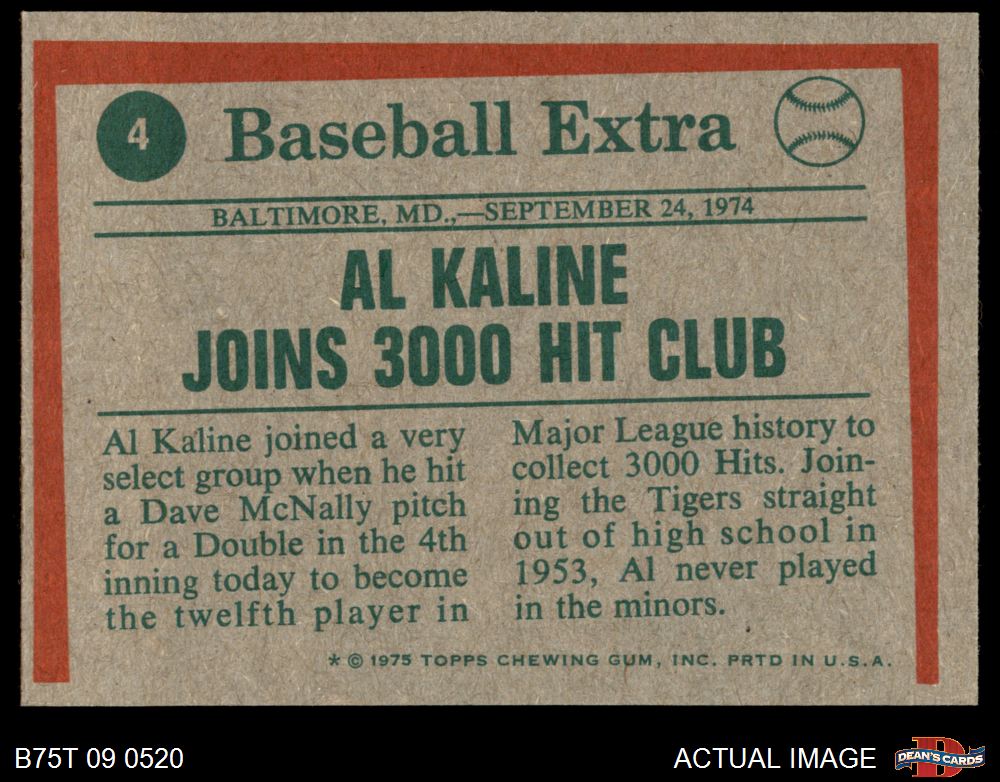 4
Baseball Extra
BALTIMORE, MD.,—SEPTEMBER 24, 1974
AL KALINE
JOINS 3000 HIT CLUB
Al Kaline joined a very
select group when he hit
a Dave McNally pitch
for a Double in the 4th
inning today to become
the twelfth player in
Major League history to
collect 3000 Hits. Join-
ing the Tigers straight
out of high school in
1953, Al never played
in the minors.
* © 1975 TOPPS CHEWING GUM, INC. PRTD IN U.S.A.
B75T 09 0520
ACTUAL IMAGE
D
DEAN'S CARDS